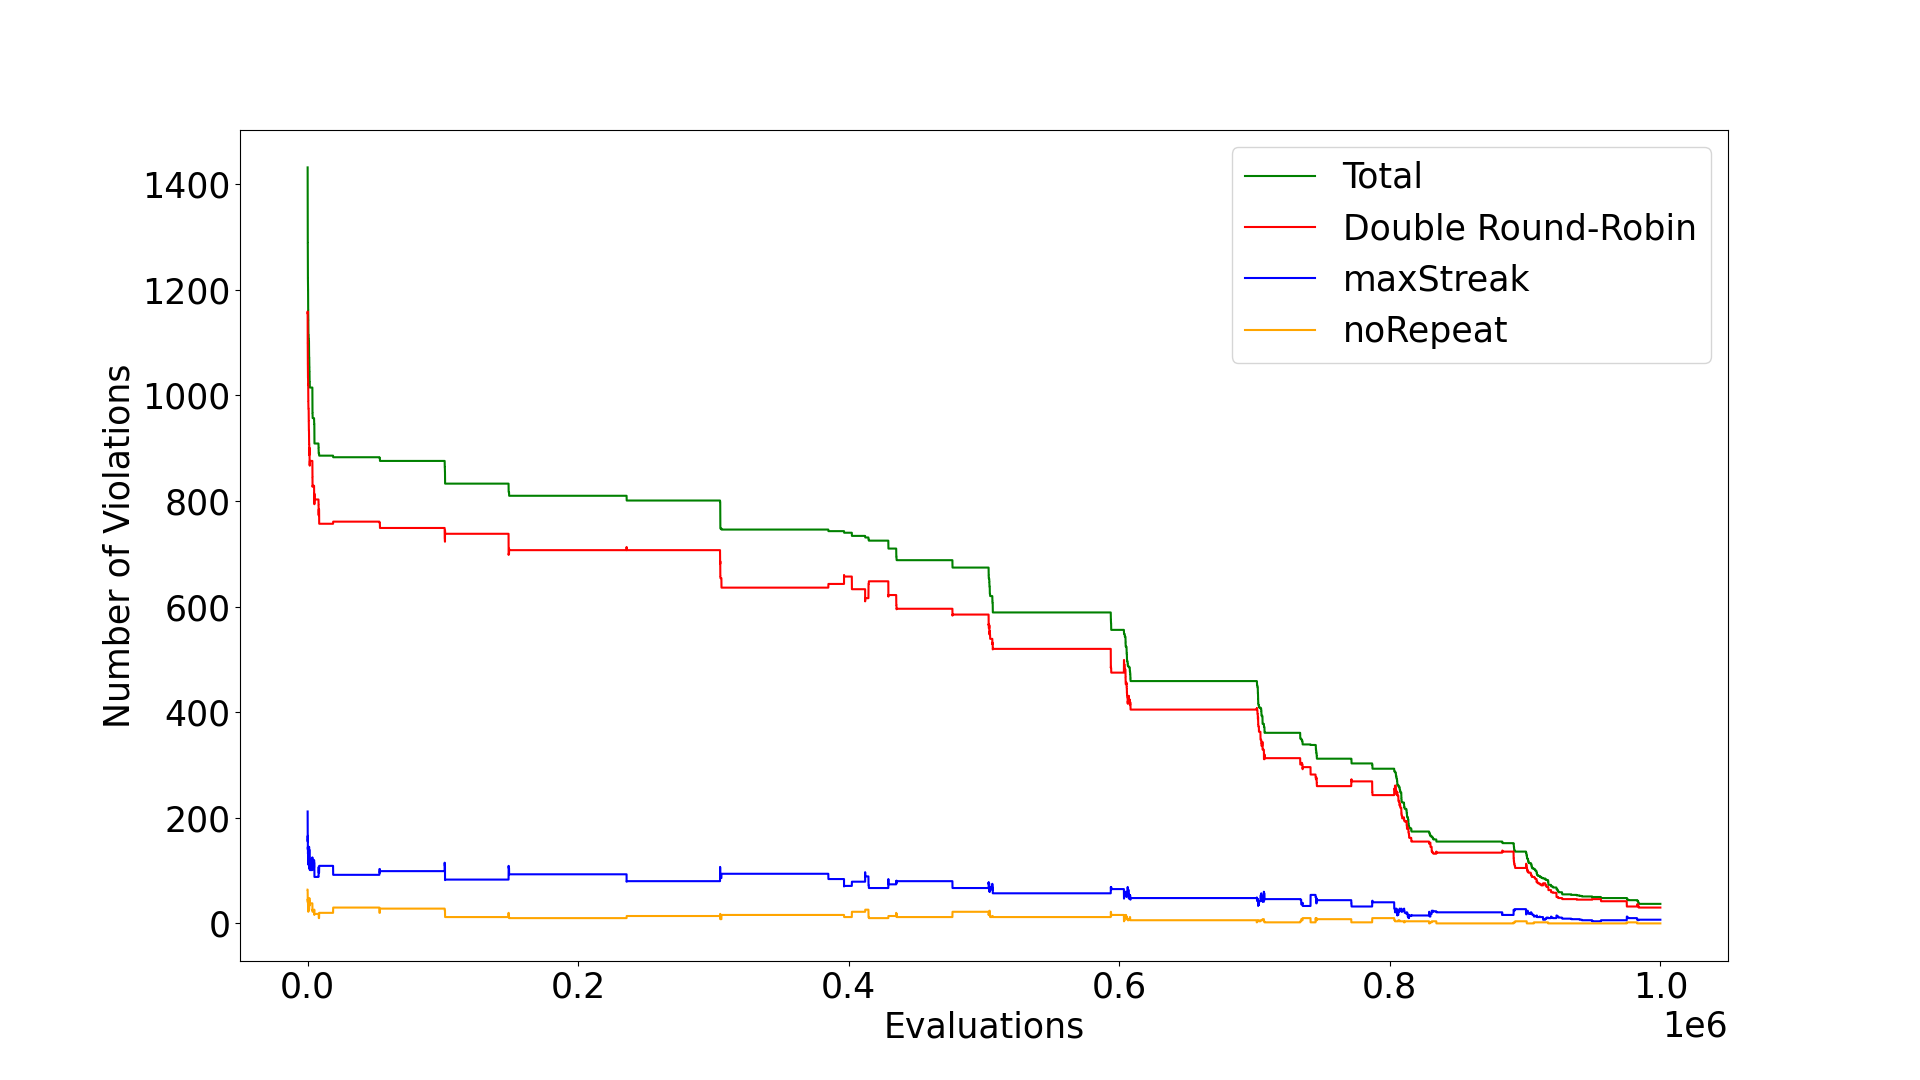 Total
Double Round-Robin
maxStreak
noRepeat
1400
1200
1000
800
600
400
200
0
Number of Violations
0.0 0.2 0.4 0.6 0.8 1.0
Evaluations
1e6